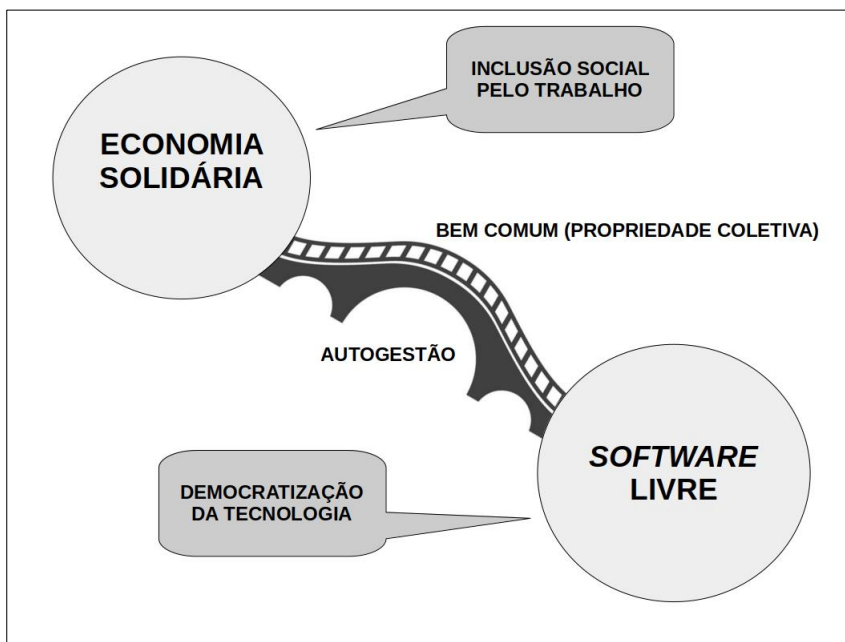 INCLUSÃO SOCIAL
PELO TRABALHO
ECONOMIA
SOLIDÁRIA
BEM COMUM (PROPRIEDADE COLETIVA)
AUTOGESTÃO
SOFTWARE
LIVRE
DEMOCRATIZAÇÃO
DA TECNOLOGIA